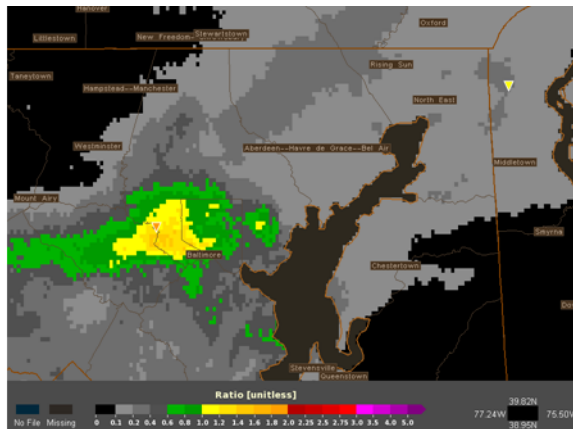 Hanover
Oxford
Littlestown
New Freedom--
Stewartstown
Taneytown
Rising Sun
Hampstead--Manchester
North East
Westminster
Aberdeen--Havre de Grace--Bel Air
Middletown
Mount Airy
Smyrna
Baltimore
Chestertown
Stevensville
Queenstown
Ratio [unitless]
No File
Missing
0 0.1 0.2 0.4 0.6 0.8 1.0 1.2 1.4 1.6 1.8 2.0 2.25 2.5 2.75 3.0 3.5 4.0 4.5 5.0
39.82N
77.24W
75.50W
38.95N